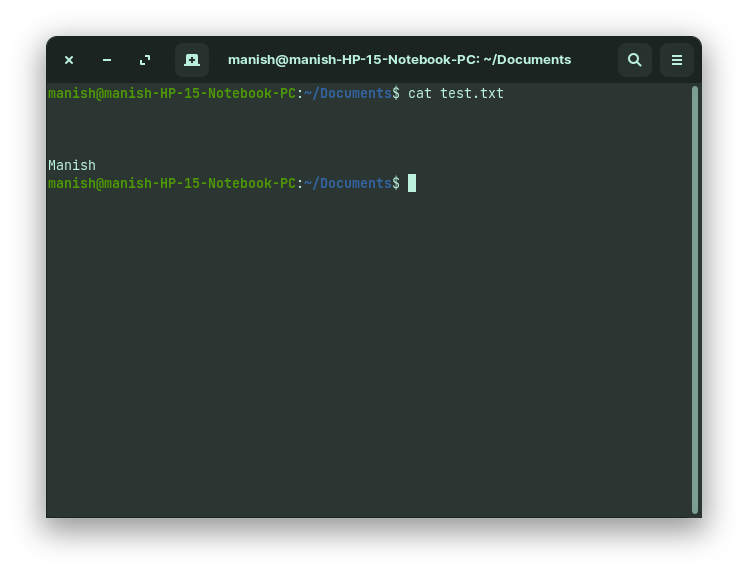 manish@manish-HP-15-Notebook-PC: ~/Documents
manish@manish-HP-15-Notebook-PC:~/Documents$ cat test.txt
Manish
manish@manish-HP-15-Notebook-PC:~/Documents$